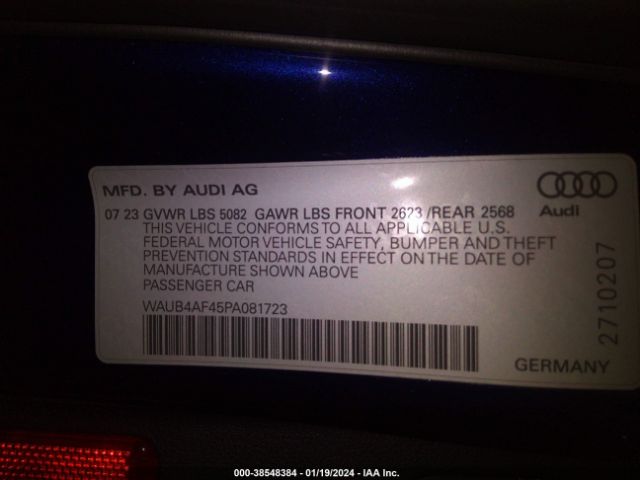 MFD. BY AUDI AG
Audi
07 23 GVWR LBS 5082 GAWR LBS FRONT 2623 /REAR 2568
THIS VEHICLE CONFORMS TO ALL APPLICABLE U.S.
FEDERAL MOTOR VEHICLE SAFETY, BUMPER AND THEFT
PREVENTION STANDARDS IN EFFECT ON THE DATE OF
MANUFACTURE SHOWN ABOVE
PASSENGER CAR
WAUB4AF45PA081723
2710207
GERMANY
000-38548384 - 01/19/2024 - IAA Inc.